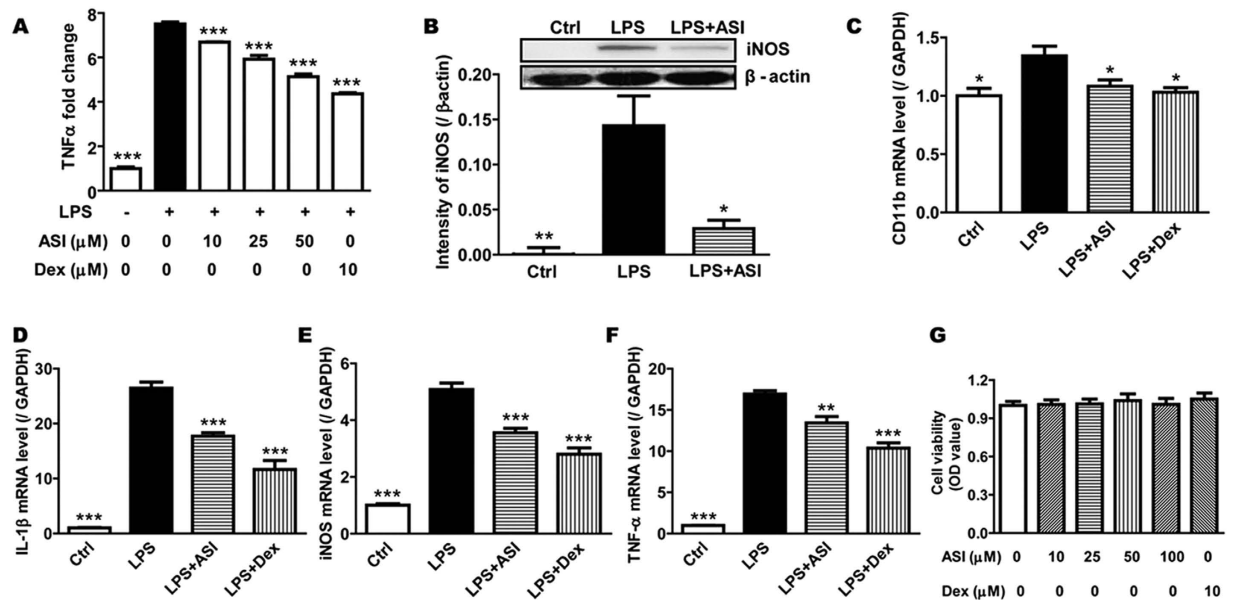 A
TNFα fold change
8
6
4
2
0
***
***
***
***
***
LPS - + + + + +
ASI (μM) 0 0 10 25 50 0
Dex (μM) 0 0 0 0 0 10
B
Ctrl LPS LPS+ASI
iNOS
β - actin
Intensity of iNOS (/ β-actin)
0.20
0.15
0.10
0.05
0.00
**
*
Ctrl LPS LPS+ASI
C
CD11b mRNA level (/ GAPDH)
1.5
1.0
0.5
0.0
* * *
Ctrl LPS LPS+ASI LPS+Dex
D
IL-1β mRNA level (/ GAPDH)
30
20
10
0
***
***
***
Ctrl LPS LPS+ASI LPS+Dex
E
iNOS mRNA level (/ GAPDH)
6
4
2
0
***
***
***
Ctrl LPS LPS+ASI LPS+Dex
F
TNF-α mRNA level (/ GAPDH)
20
15
10
5
0
***
**
***
Ctrl LPS LPS+ASI LPS+Dex
G
Cell viability
(OD value)
1.2
0.9
0.6
0.3
0.0
ASI (μM) 0 10 25 50 100 0
Dex (μM) 0 0 0 0 0 10